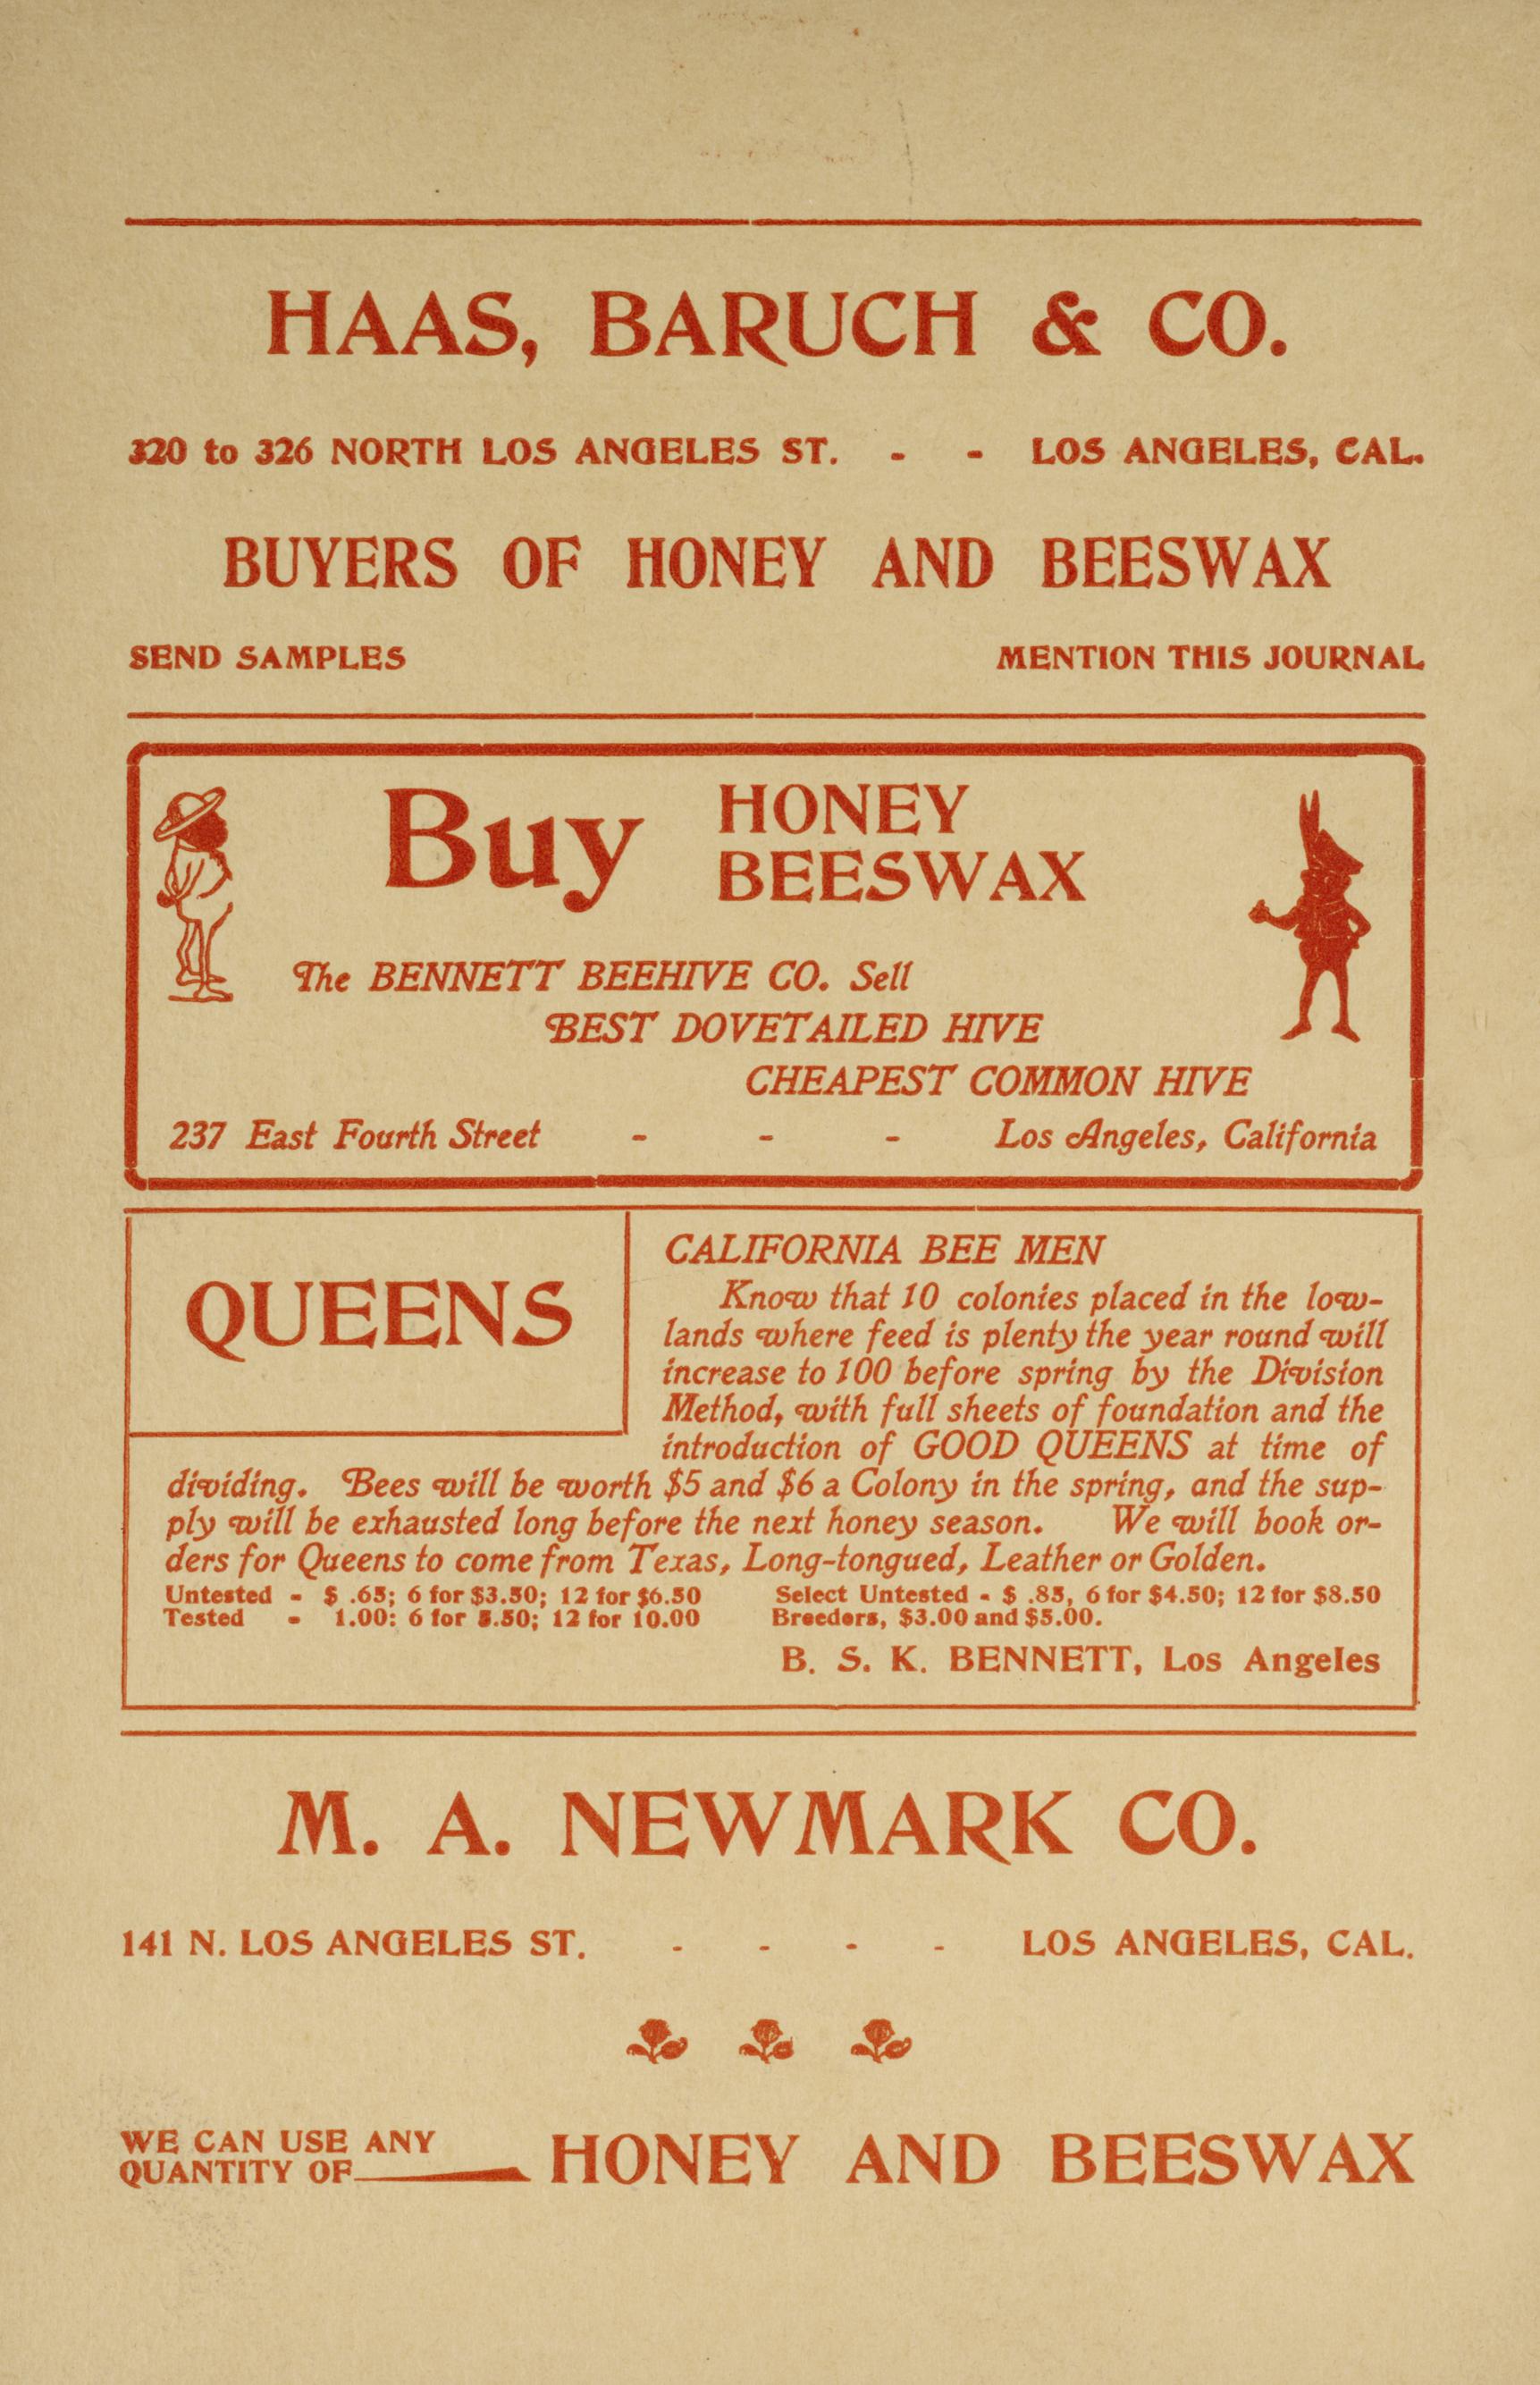 HAAS, BARUCH & CO.
320 to 326 NORTH LOS ANGELES ST. - - LOS ANGELES, CAL.
BUYERS OF HONEY AND BEESWAX
SEND SAMPLES MENTION THIS JOURNAL
Buy HONEY
BEESWAX
The BENNETT BEEHIVE CO. Sell
BEST DOVETAILED HIVE
CHEAPEST COMMON HIVE
237 East Fourth Street - - - Los Angeles, California
QUEENS
CALIFORNIA BEE MEN
Know that 10 colonies placed in the low-
lands where feed is plenty the year round will
increase to 100 before spring by the Division
Method, with full sheets of foundation and the
introduction of GOOD QUEENS at time of
dividing. Bees will be worth $5 and $6 a Colony in the spring, and the sup-
ply will be exhausted long before the next honey season. We will book or-
ders for Queens to come from Texas, Long-tongued, Leather or Golden.
Untested - $ .65; 6 for $3.50; 12 for $6.50 Select Untested - $ .85, 6 for $4.50; 12 for $8.50
Tested - 1.00: 6 for 5.50; 12 for 10.00 Breeders, $3.00 and $5.00.
B. S. K. BENNETT, Los Angeles
M. A. NEWMARK CO.
141 N. LOS ANGELES ST. - - - - LOS ANGELES, CAL.
WE CAN USE ANY
QUANTITY OF HONEY AND BEESWAX